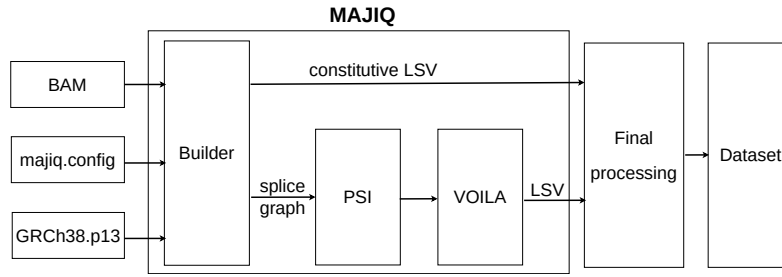 MAJIQ
BAM
majiq.config
GRCh38.p13
Builder
constitutive LSV
splice
graph
PSI
VOILA
LSV
Final
processing
Dataset